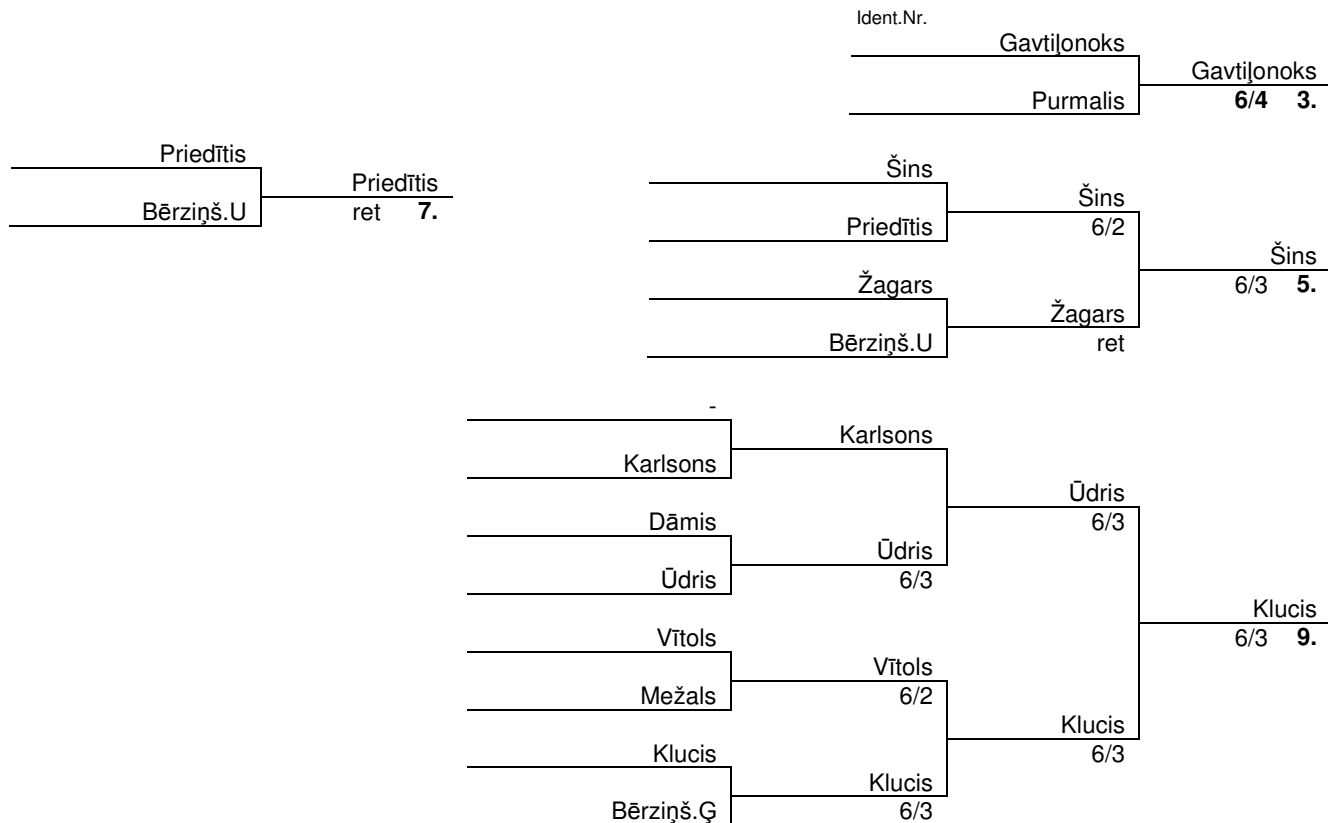 Ident.Nr.
Gavtiļonoks
Gavtiļonoks
Purmalis
6/4 3.
Priedītis
Priedītis
Bērziņš.U
ret 7.
Šins
Šins
Priedītis
6/2
Šins
6/3 5.
Žagars
Žagars
Bērziņš.U
ret
-
Karlsons
Karlsons
Ūdris
6/3
Dāmis
Ūdris
Ūdris
6/3
Klucis
6/3 9.
Vītols
Vītols
Mežals
6/2
Klucis
6/3
Klucis
Klucis
Bērziņš.Ģ
6/3